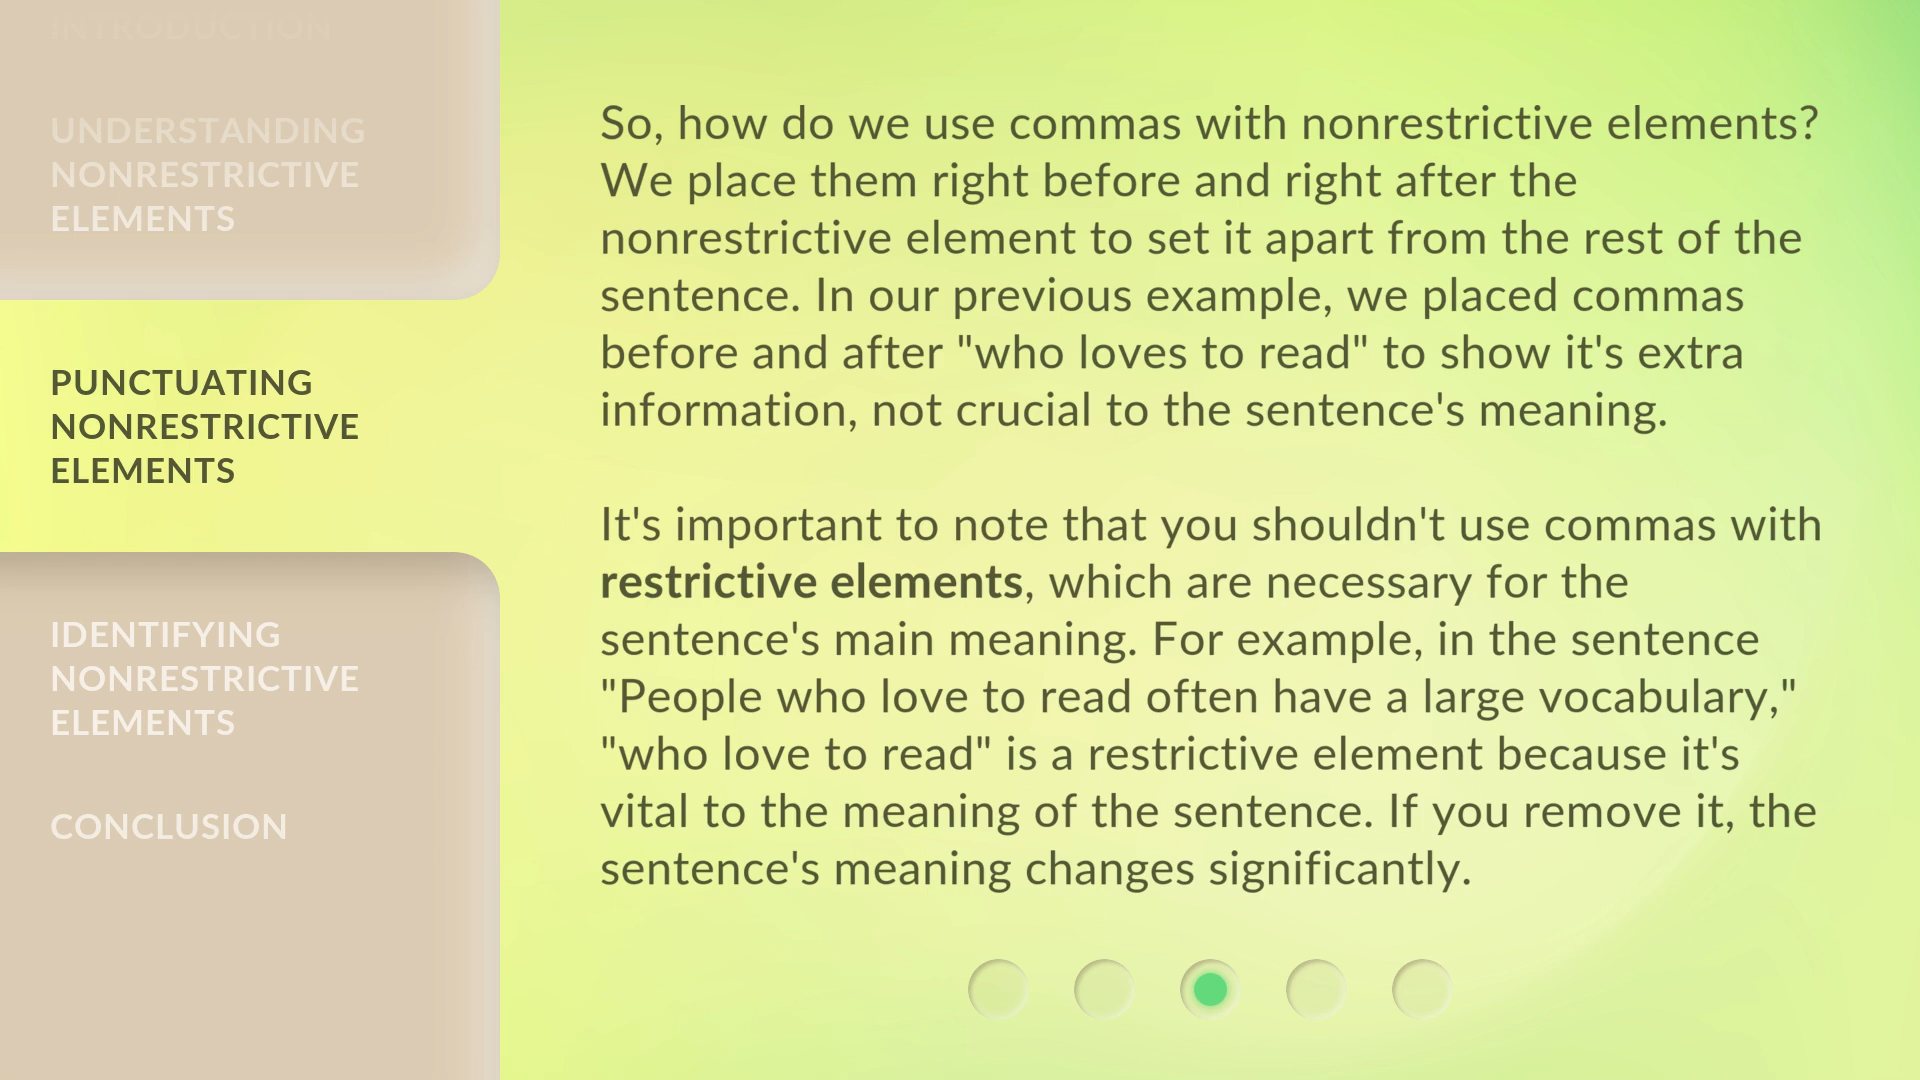 INTRODUCTION
UNDERSTANDING
NONRESTRICTIVE
ELEMENTS
PUNCTUATING
NONRESTRICTIVE
ELEMENTS
IDENTIFYING
NONRESTRICTIVE
ELEMENTS
CONCLUSION
So, how do we use commas with nonrestrictive elements?
We place them right before and right after the
nonrestrictive element to set it apart from the rest of the
sentence. In our previous example, we placed commas
before and after "who loves to read" to show it's extra
information, not crucial to the sentence's meaning.
It's important to note that you shouldn't use commas with
restrictive elements, which are necessary for the
sentence's main meaning. For example, in the sentence
"People who love to read often have a large vocabulary,"
"who love to read" is a restrictive element because it's
vital to the meaning of the sentence. If you remove it, the
sentence's meaning changes significantly.